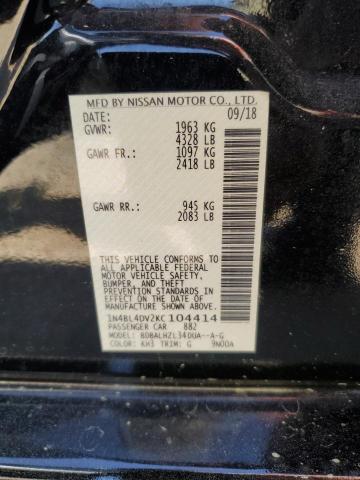 MFD BY NISSAN MOTOR CO., LTD.
DATE: 09/18
GVWR: 1963 KG
4328 LB
GAWR FR.: 1097 KG
2418 LB
GAWR RR.: 945 KG
2083 LB
THIS VEHICLE CONFORMS TO
ALL APPLICABLE FEDERAL
MOTOR VEHICLE SAFETY,
BUMPER, AND THEFT
PREVENTION STANDARDS IN
EFFECT ON THE DATE OF
MANUFACTURE SHOWN ABOVE.
1N4BL4DV2KC104414
PASSENGER CAR 882
MODEL: BDBALHZL34DUA--A-G
COLOR: KH3 TRIM: G 9N00A